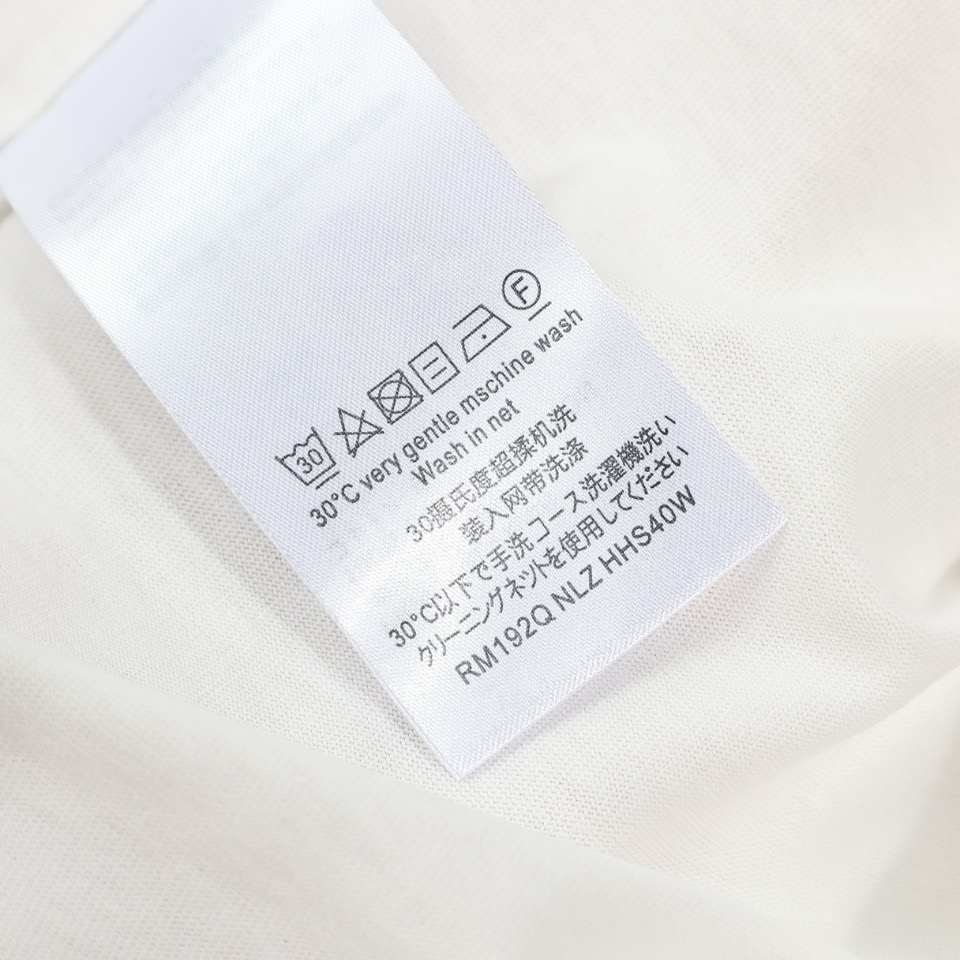 30
F
30°C very gentle mschine wash
Wash in net
30摄氏度超揉机洗
装入网带洗涤
30°C以下で手洗コース洗濯機洗い
クリーニングネツトを使用してください
RM192Q NLZ HHS40W